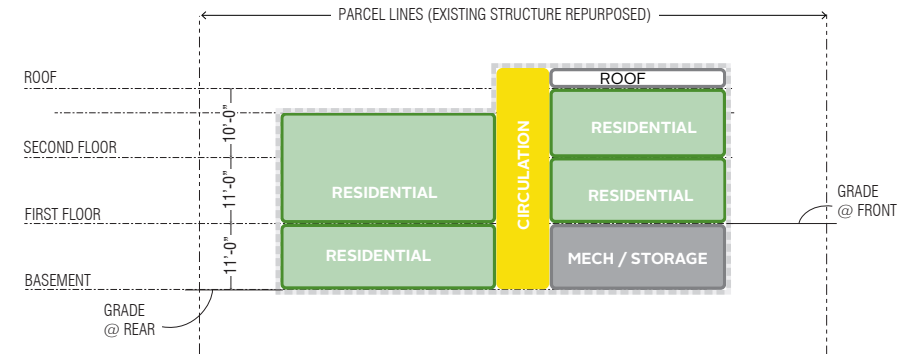 PARCEL LINES (EXISTING STRUCTURE REPURPOSED)
ROOF
ROOF
10'-0"
RESIDENTIAL
SECOND FLOOR
CIRCULATION
11'-0"
RESIDENTIAL
RESIDENTIAL
GRADE
@ FRONT
FIRST FLOOR
11'-0"
RESIDENTIAL
MECH / STORAGE
BASEMENT
GRADE
@ REAR